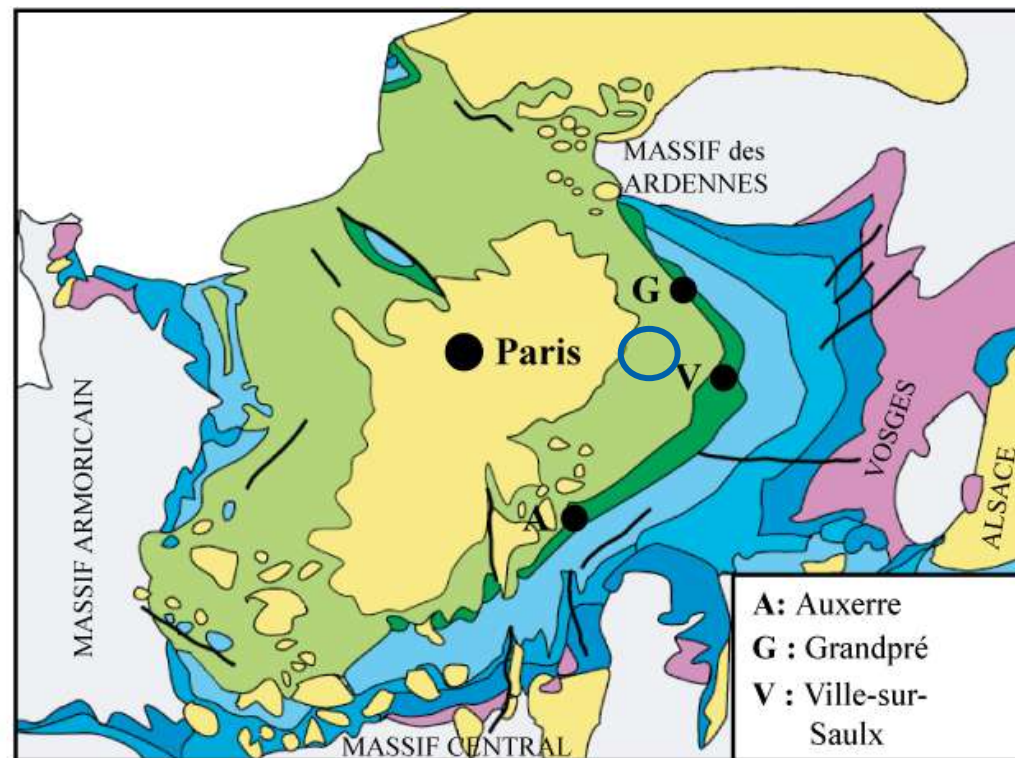 MASSIF des
ARDENNES
G
Paris
V
MASSIF ARMORICAIN
VOSGES
ALSACE
A
A: Auxerre
G : Grandpré
V : Ville-sur-
Saulx
MASSIF CENTRAL